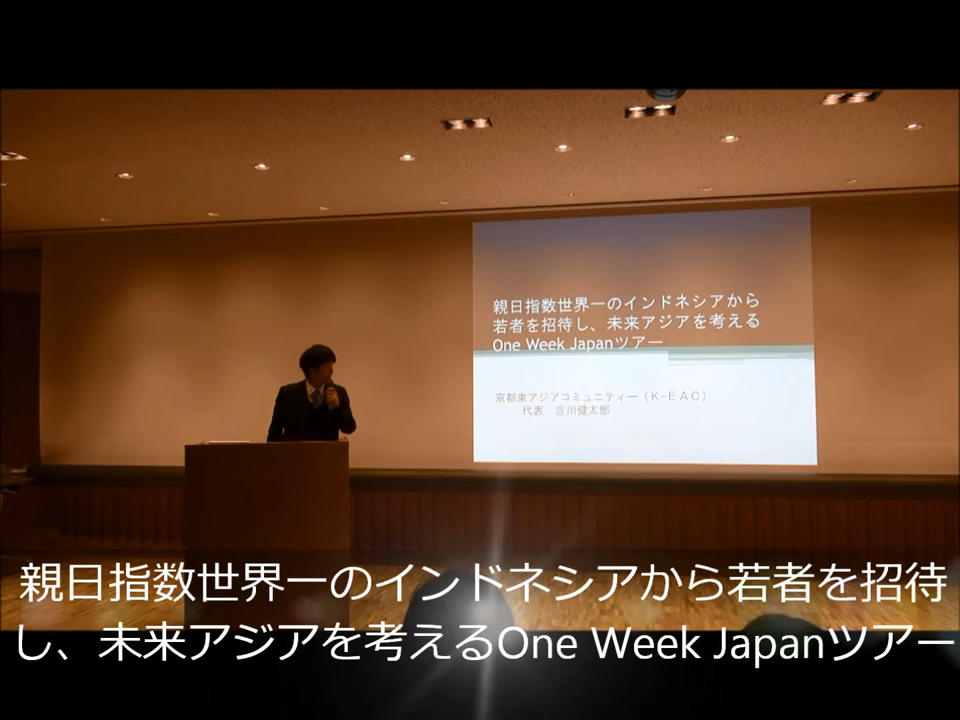 親日指数世界一のインドネシアから
若者を招待し、未来アジアを考える
One Week Japanツアー
京都東アジアコミュニティー（K-EAC）
代表　吉川健太郎
親日指数世界一のインドネシアから若者を招待
し、未来アジアを考えるOne Week Japanツアー